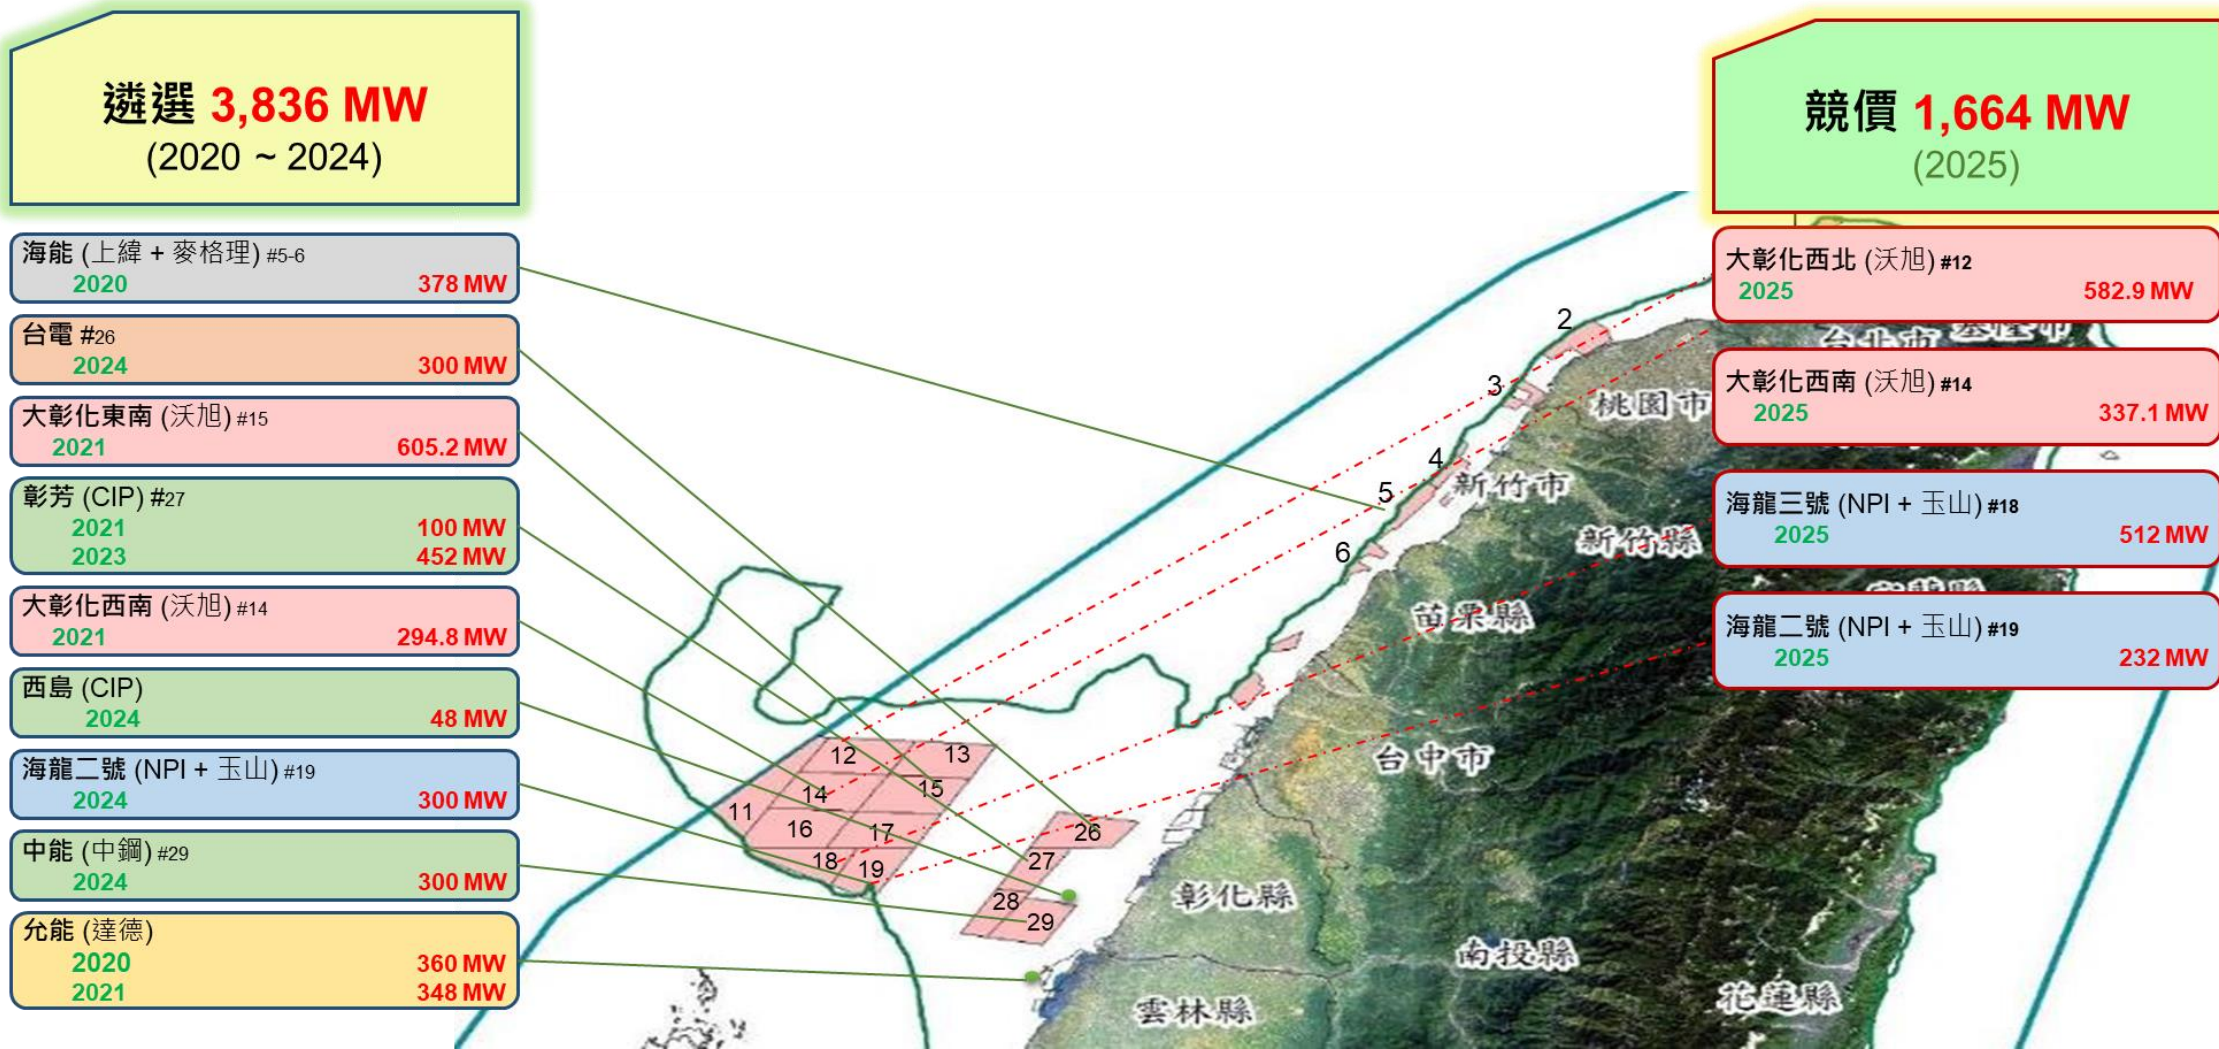 遴選 3,836 MW
(2020 ~ 2024)
海能 (上緯 + 麥格理) #5-6
2020 378 MW
台電 #26
2024 300 MW
大彰化東南 (沃旭) #15
2021 605.2 MW
彰芳 (CIP) #27
2021 100 MW
2023 452 MW
大彰化西南 (沃旭) #14
2021 294.8 MW
西島 (CIP)
2024 48 MW
海龍二號 (NPI + 玉山) #19
2024 300 MW
中能 (中鋼) #29
2024 300 MW
允能 (達德)
2020 360 MW
2021 348 MW
競價 1,664 MW
(2025)
大彰化西北 (沃旭) #12
2025 582.9 MW
大彰化西南 (沃旭) #14
2025 337.1 MW
海龍三號 (NPI + 玉山) #18
2025 512 MW
海龍二號 (NPI + 玉山) #19
2025 232 MW
台北市
基隆市
2
3
桃園市
4
新竹市
5
新竹縣
6
苗栗縣
台中市
12
13
14
15
11
16
17
18
19
26
27
28
29
彰化縣
南投縣
雲林縣
花蓮縣